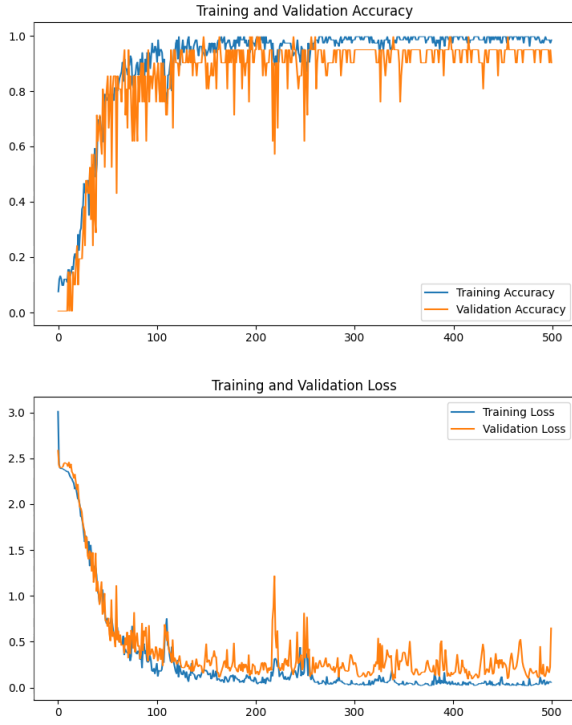 Training and Validation Accuracy
1.0
0.8
0.6
0.4
0.2
0.0
Training Accuracy
Validation Accuracy
0 100 200 300 400 500
Training and Validation Loss
3.0
2.5
2.0
1.5
1.0
0.5
0.0
Training Loss
Validation Loss
0 100 200 300 400 500